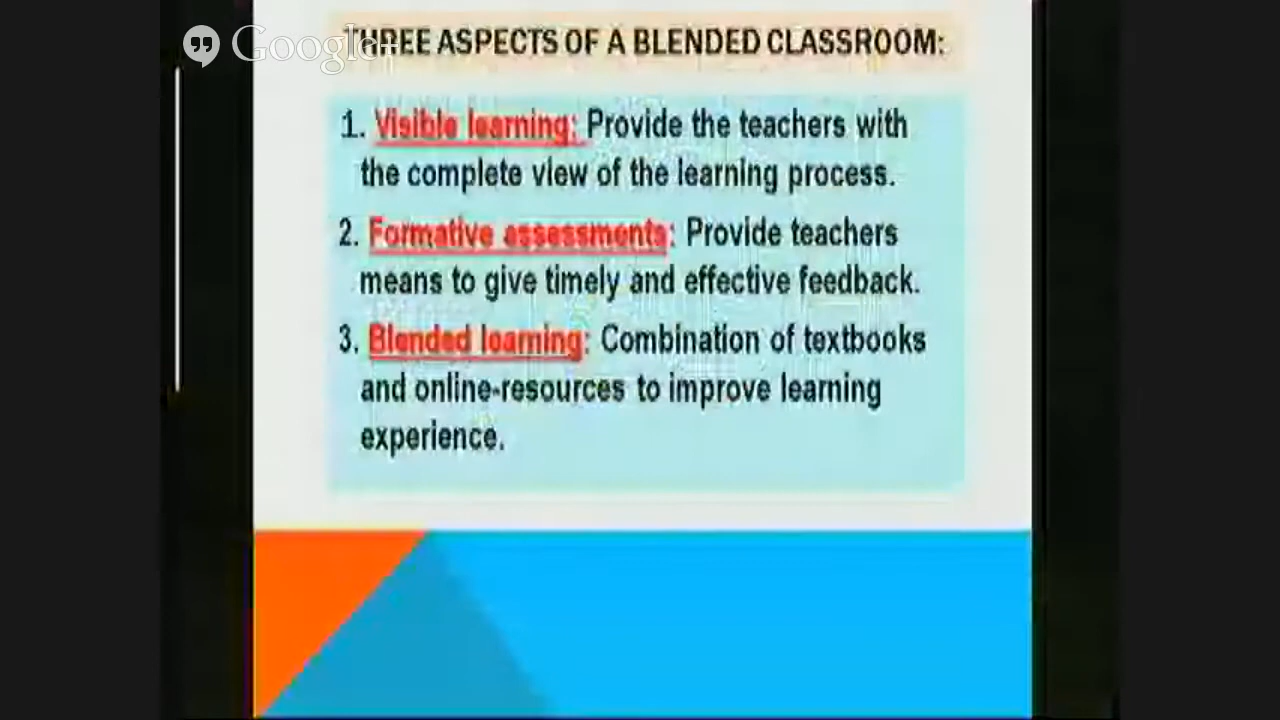 Google+
THREE ASPECTS OF A BLENDED CLASSROOM:
1. Visible learning: Provide the teachers with
the complete view of the learning process.
2. Formative assessments: Provide teachers
means to give timely and effective feedback.
3. Blended learning: Combination of textbooks
and online-resources to improve learning
experience.